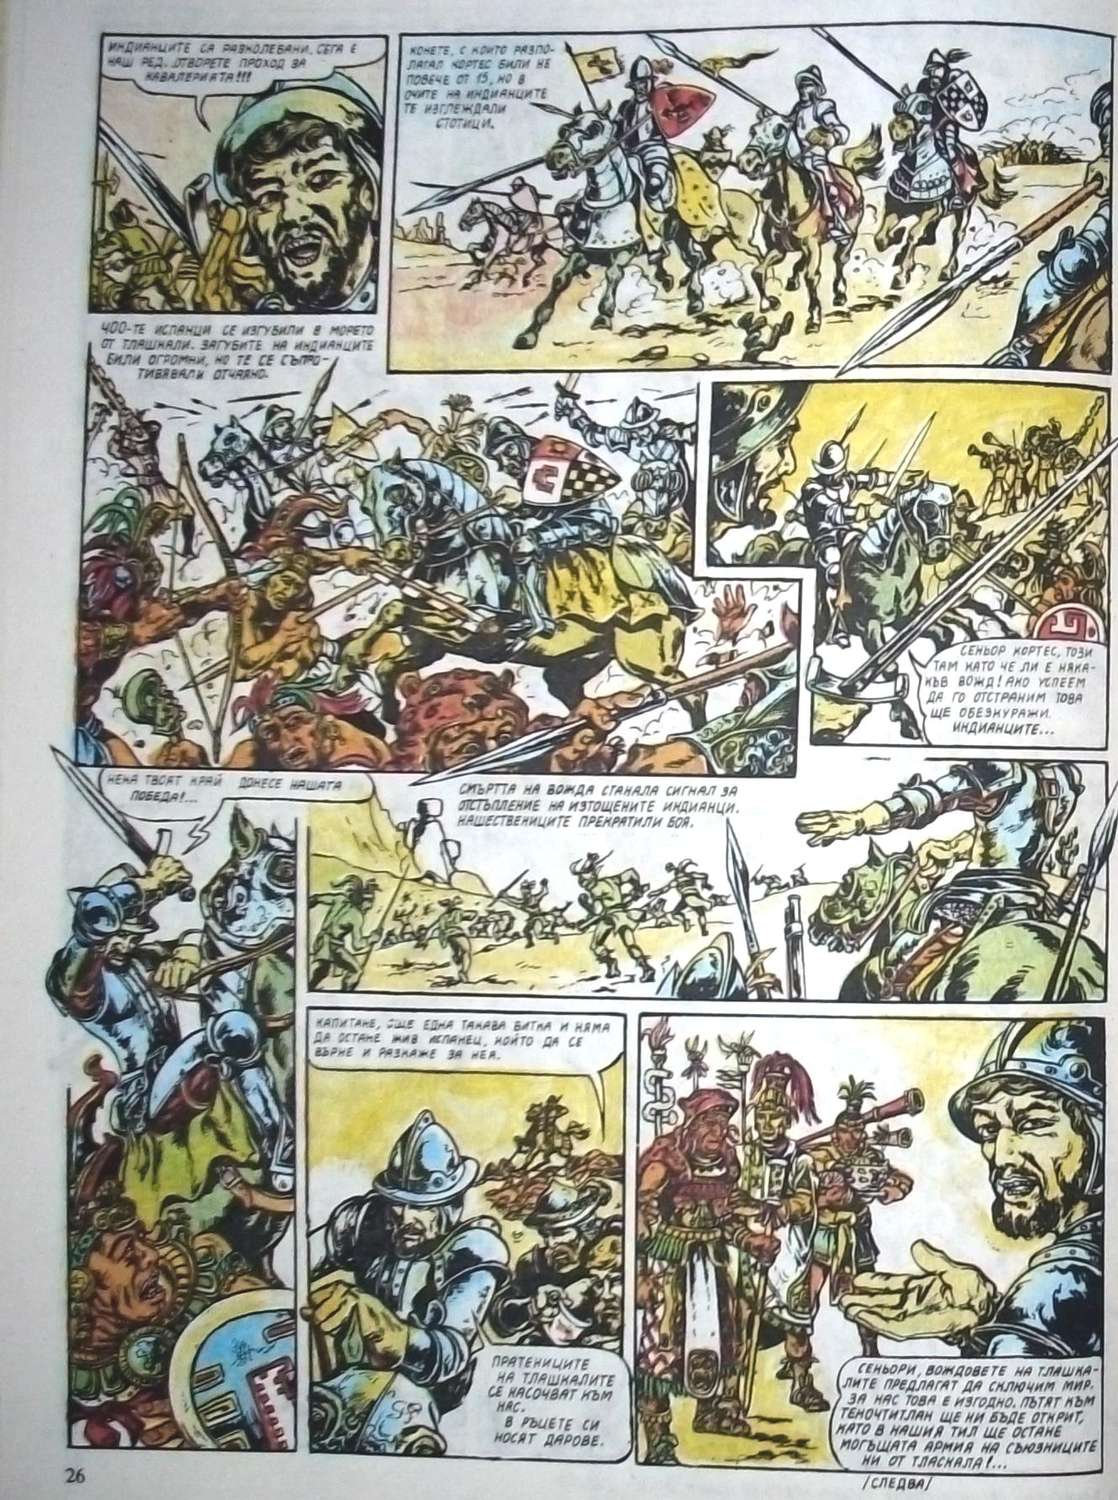 ИНДИАНЦИТЕ СА РАЗКОЛЕБАНИ. СЕГА Е
НАШ РЕД. ОТВОРЕТЕ ПРОХОД ЗА
КАВАЛЕРИЯТА!!!
КОНЕТЕ, С КОИТО РАЗПО-
ЛАГАЛ КОРТЕС БИЛИ НЕ
ПОВЕЧЕ ОТ 15, НО В
ОЧИТЕ НА ИНДИАНЦИТЕ
ТЕ ИЗГЛЕЖДАЛИ
СТОТИЦИ.
400-ТЕ ИСПАНЦИ СЕ ИЗГУБИЛИ В МОРЕТО
ОТ ТЛАШКАЛИ. ЗАГУБИТЕ НА ИНДИАНЦИТЕ
БИЛИ ОГРОМНИ, НО ТЕ СЕ СЪПРО-
ТИВЯВАЛИ ОТЧАЯНО.
СЕНЬОР КОРТЕС, ТОЗИ
ТАМ КАТО ЧЕ ЛИ Е НЯКА-
КЪВ ВОЖД! АКО УСПЕЕМ
ДА ГО ОТСТРАНИМ ТОВА
ЩЕ ОБЕЗКУРАЖИ.
ИНДИАНЦИТЕ...
НЕКА ТВОЯТ КРАЙ ДОНЕСЕ НАШАТА
ПОБЕДА!...
СМЪРТТА НА ВОЖДА СТАНАЛА СИГНАЛ ЗА
ОТСТЪПЛЕНИЕ НА ИЗТОЩЕНИТЕ ИНДИАНЦИ.
НАШЕСТВЕНИЦИТЕ ПРЕКРАТИЛИ БОЯ.
КАПИТАНЕ, ОЩЕ ЕДНА ТАКАВА БИТКА И НЯМА
ДА ОСТАНЕ ЖИВ ИСПАНЕЦ, КОЙТО ДА СЕ
ВЪРНЕ И РАЗКАЖЕ ЗА НЕЯ.
ПРАТЕНИЦИТЕ
НА ТЛАШКАЛИТЕ
СЕ НАСОЧВАТ КЪМ
НАС.
В РЪЦЕТЕ СИ
НОСЯТ ДАРОВЕ.
СЕНЬОРИ, ВОЖДОВЕТЕ НА ТЛАШКА-
ЛИТЕ ПРЕДЛАГАТ ДА СКЛЮЧИМ МИР.
ЗА НАС ТОВА Е ИЗГОДНО. ПЪТЯТ КЪМ
ТЕНОЧТИТЛАН ЩЕ НИ БЪДЕ ОТКРИТ,
КАТО В НАШИЯ ТИЛ ЩЕ ОСТАНЕ
МОГЪЩАТА АРМИЯ НА СЪЮЗНИЦИТЕ
НИ ОТ ТЛАСКАЛА!...
/СЛЕДВА/
26